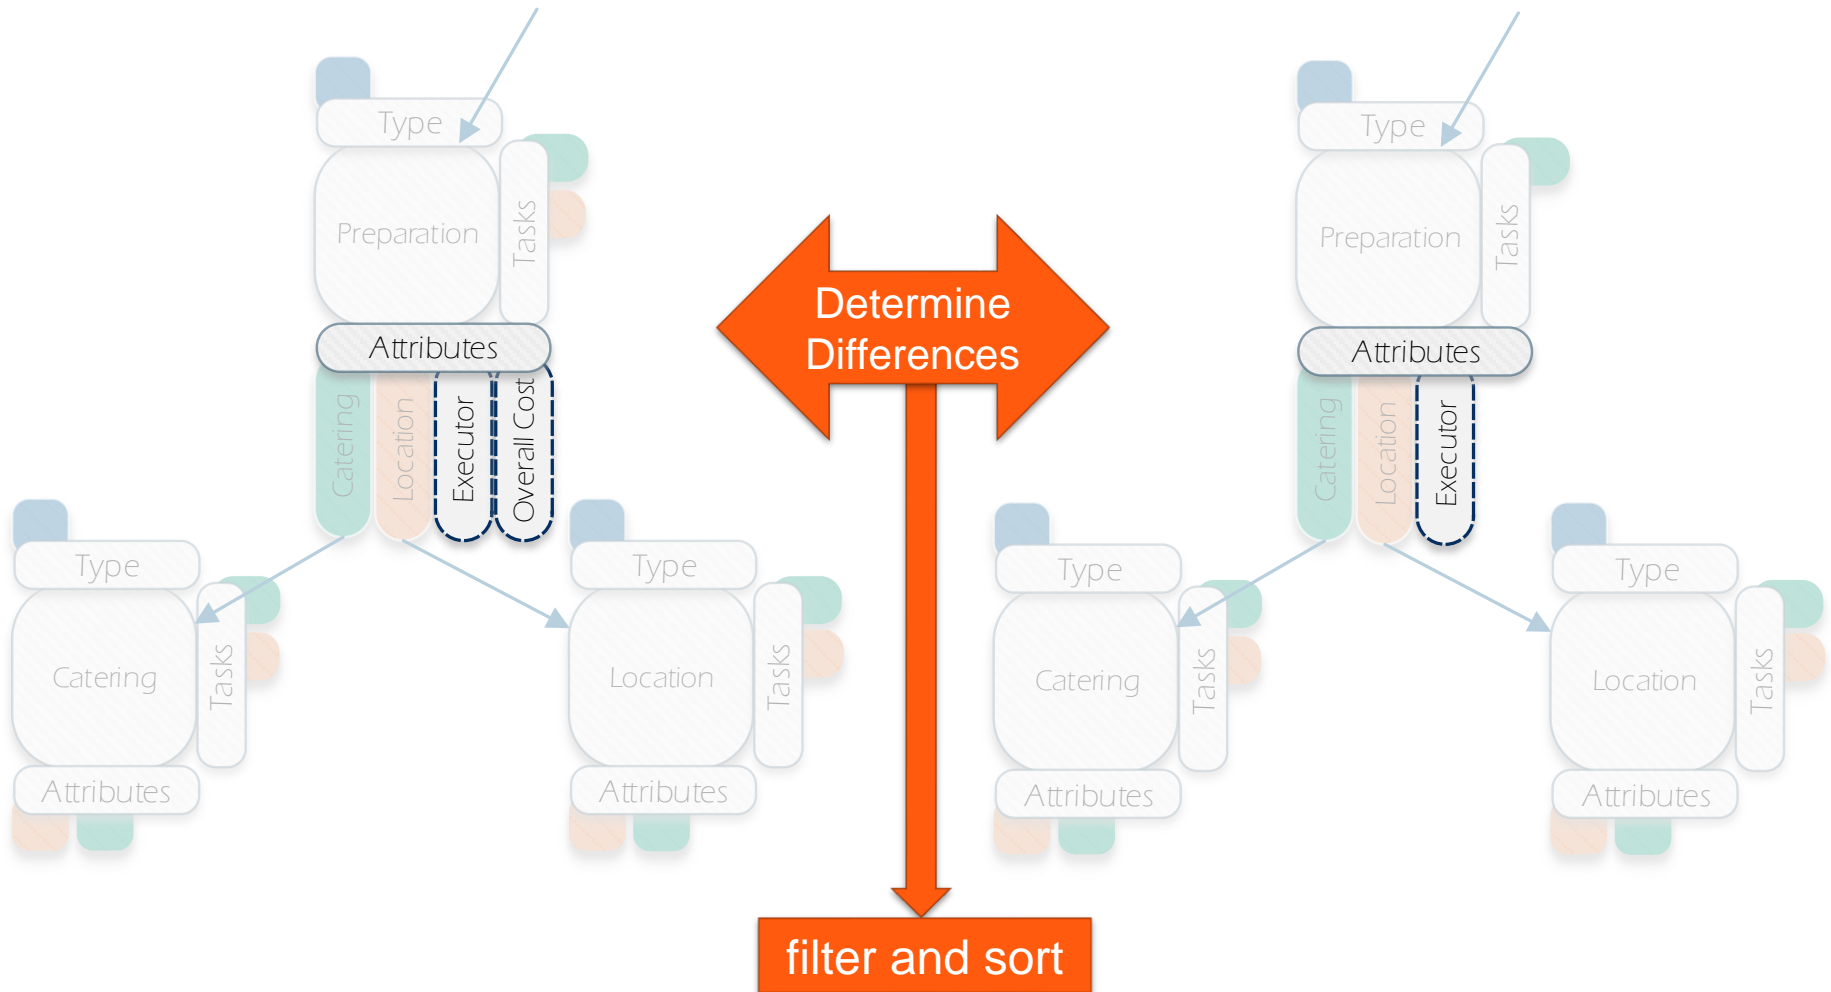 Type
Preparation
Tasks
Attributes
Catering
Location
Executor
Overall Cost
Type
Catering
Tasks
Attributes
Type
Location
Tasks
Attributes
Determine
Differences
filter and sort
Type
Preparation
Tasks
Attributes
Catering
Location
Executor
Type
Catering
Tasks
Attributes
Type
Location
Tasks
Attributes